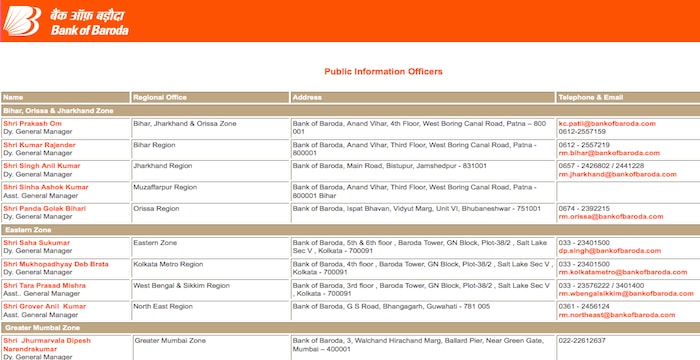 बैंक ऑफ़ बड़ौदा
Bank of Baroda
Public Information Officers
Name Regional Office Address Telephone & Email
Bihar, Orissa & Jharkhand Zone
Shri Prakash Om Bihar, Jharkhand & Orissa Zone Bank of Baroda, Anand Vihar, 4th Floor, West Boring Canal Road, Patna – 800 kc.patil@bankofbaroda.com
Dy. General Manager 001 0612-2557159
Shri Kumar Rajender Bihar Region Bank of Baroda, Anand Vihar, Third Floor, West Boring Canal Road, Patna - 0612 - 2557219
Dy. General Manager 800001 rm.bihar@bankofbaroda.com
Shri Singh Anil Kumar Jharkhand Region Bank of Baroda, Main Road, Bistupur, Jamshedpur - 831001 0657 - 2426802 / 2441228
Dy. General Manager rm.jharkhand@bankofbaroda.com
Shri Sinha Ashok Kumar Muzaffarpur Region Bank of Baroda, Anand Vihar, Third Floor, West Boring Canal Road, Patna -
Asst. General Manager 800001 Bihar
Shri Panda Golak Bihari Orissa Region Bank of Baroda, Ispat Bhavan, Vidyut Marg, Unit VI, Bhubaneshwar - 751001 0674 - 2392215
Dy. General Manager rm.orissa@bankofbaroda.com
Eastern Zone
Shri Saha Sukumar Eastern Zone Bank of Baroda, 5th & 6th floor , Baroda Tower, GN Block, Plot-38/2 , Salt Lake 033 - 23401500
Dy. General Manager Sec V , Kolkata - 700091 dp.singh@bankofbaroda.com
Shri Mukhopadhyay Deb Brata Kolkata Metro Region Bank of Baroda, 4th floor , Baroda Tower, GN Block, Plot-38/2 , Salt Lake Sec V , 033 - 23401500
Dy. General Manager Kolkata - 700091 rm.kolkatametro@bankofbaroda.com
Shri Tara Prasad Mishra West Bengal & Sikkim Region Bank of Baroda, 3rd floor , Baroda Tower, GN Block, Plot-38/2 , Salt Lake Sec V , 033 - 23576222 / 3401400
Asst.. General Manager Kolkata - 700091 rm.wbengalsikkim@bankofbaroda.com
Shri Grover Anil Kumar North East Region Bank of Baroda, G S Road, Bhangagarh, Guwahati - 781 005 0361 - 2456124
Asst.. General Manager rm.northeast@bankofbaroda.com
Greater Mumbai Zone
Shri Jhurmarvala Dipesh Greater Mumbai Zone Bank of Baroda, 3, Walchand Hirachand Marg, Ballard Pier, Near Green Gate, 022-22612637
Narendrakumar Mumbai – 400001
Dy. General Manager